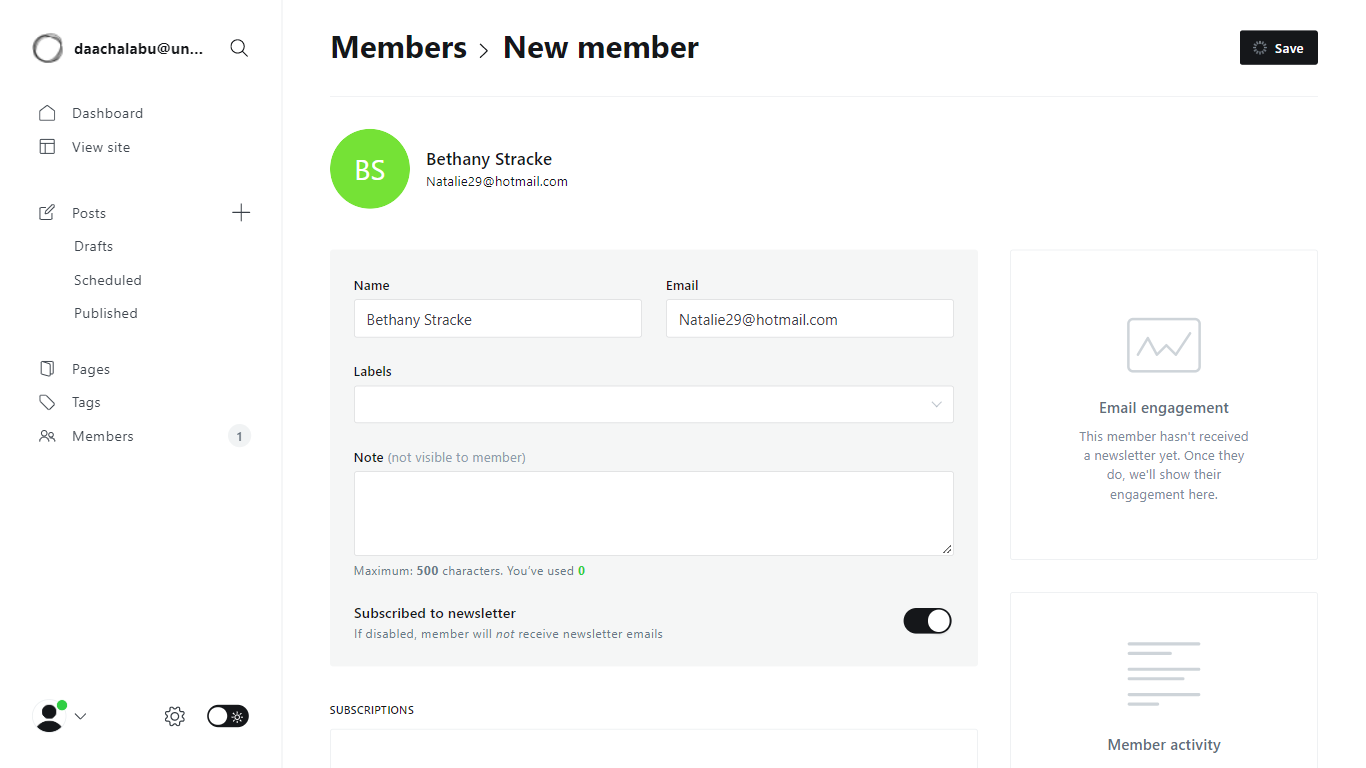 daachalabu@un...
Dashboard
View site
Posts
Drafts
Scheduled
Published
Pages
Tags
Members
1
Members
New member
Save
BS
Bethany Stracke
Natalie29@hotmail.com
Name
Bethany Stracke
Email
Natalie29@hotmail.com
Labels
Note (not visible to member)
Maximum: 500 characters. You've used 0
Subscribed to newsletter
If disabled, member will not receive newsletter emails
SUBSCRIPTIONS
Email engagement
This member hasn't received
a newsletter yet. Once they
do, we'll show their
engagement here.
Member activity